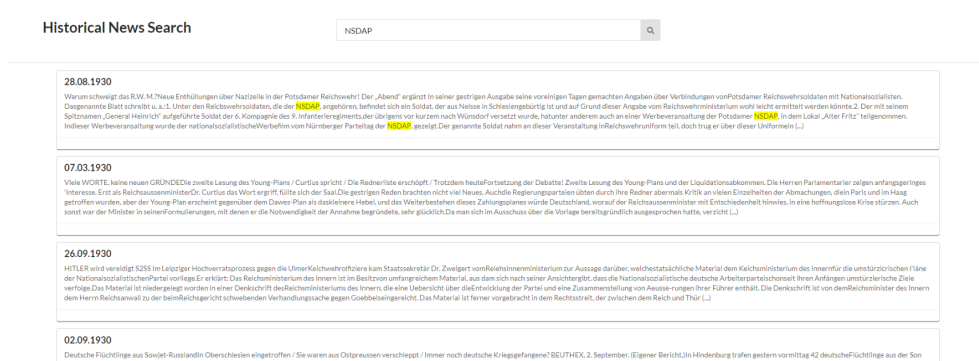 Historical News Search
NSDAP
28.08.1930
Warum schweigt das R.W. M.?Neue Enthüllungen über Nazizelle in der Potsdamer Reichswehr! Der „Abend" ergänzt in Seiner gestrigen Ausgabe seine voreinigen Tagen gemachten Angaben über Verbindungen vonPotsdamer Reichswehrsoldaten mit Nationalsozialisten.
Dasgenannte Blatt schreibt u. a.:1. Unter den Reichswehrsoldaten, die der NSDAP, angehören, befindet sich ein Soldat, der aus Neisse in Schlesiengebürtig ist und auf Grund dieser Angabe vom Reichswehrministerium wohl leicht ermittelt werden könnte.2. Der mit seinem
Spitznamen „General Heinrich" aufgeführte Soldat der 6. Kompagnie des 9. Infanterieregiments.der übrigens vor kurzem nach Wünsdorf versetzt wurde, hatunter anderem auch an einer Werbeveransaltung der Potsdamer NSDAP, in dem Lokal „Alter Fritz" teilgenommen.
Indieser Werbeveransaltung wurde der nationalsozialistischeWerbefilm vom Nürnberger Parteitag der NSDAP, gezeigt.Der genannte Soldat nahm an dieser Veranstaltung inReichswehruniform teil, doch trug er über dieser Uniformein (...)
07.03.1930
Viele WORTE, keine neuen GRÜNDEDie zweite Lesung des Young-Plans / Curtius spricht / Die Rednerliste erschöpft / Trotzdem heuteFortsetzung der Debatte! Zweite Lesung des Young-Plans und der Liquidationsabkommen. Die Herren Parlamentarier zeigen anfangsgeringes
'Interesse. Erst als ReichsaussenministerDr. Curtius das Wort ergriff, füllte sich der Saal.Die gestrigen Reden brachten nicht viel Neues. Auchdie Regierungsparteien übten durch ihre Redner abermals Kritik an vielen Einzelheiten der Abmachungen, diein Paris und im Haag
getroffen wurden, aber der Young-Plan erscheint gegenüber dem Dawes-Plan als daskleinere Hebel, und das Weiterbestehen dieses Zahlungsplanes würde Deutschland, worauf der Reichsaussenminister mit Entschiedenheit hinwies, in eine hoffnungslose Krise stürzen. Auch
sonst war der Minister in seinenFormulierungen, mit denen er die Notwendigkeit der Annahme begründete, sehr glücklich.Da man sich im Ausschuss über die Vorlage bereitsgründlich ausgesprochen hatte, verzicht (...)
26.09.1930
HITLER wird vereidigt S2SS Im Leipziger Hochverratsprozess gegen die UlmerKeichwehroffiziere kam Staatssekretär Dr. Zweigert vomReihsinnenministerium zur Aussage darüber, welchestatsächliche Material dem Keichsministerium des Innernfür die umstürzicrischen I'läne
der NationalsozialistischenPartei vorliege.Er erklärt: Das Reichsministerium des Innern ist im Besitzvon umfangreichem Material, aus dam sich nach seiner Ansichtergibt, dass die Nationalsozialistische deutsche Arbeiterparteischonseit ihren Anfängen umstürzierische Ziele
verfolge.Das Material ist niedergelegt worden in einer Denkschrift desReichsministeriums des Innern, die eine Uebersicht über dieEntwicklung der Partei und eine Zusammenstellung von Aeusse-rungen ihrer Führer enthält. Die Denkschrift ist von demReichsminister des Innern
dem Herrn Reichsanwalt zu der beimReichsgericht schwebenden Verhandlungssache gegen Goebbelseingereicht. Das Material ist ferner vorgebracht in dem Rechtsstreit, der zwischen dem Reich und Thür (...)
02.09.1930
Deutsche Flüchtlinge aus Sowjet-RusslandIn Oberschlesien eingetroffen / Sie waren aus Ostpreussen verschleppt / Immer noch deutsche Kriegsgefangene? BEUTHEX, 2. September. (Eigener Bericht.)In Hindenburg trafen gestern vormittag 42 deutscheFlüchtlinge aus der Son